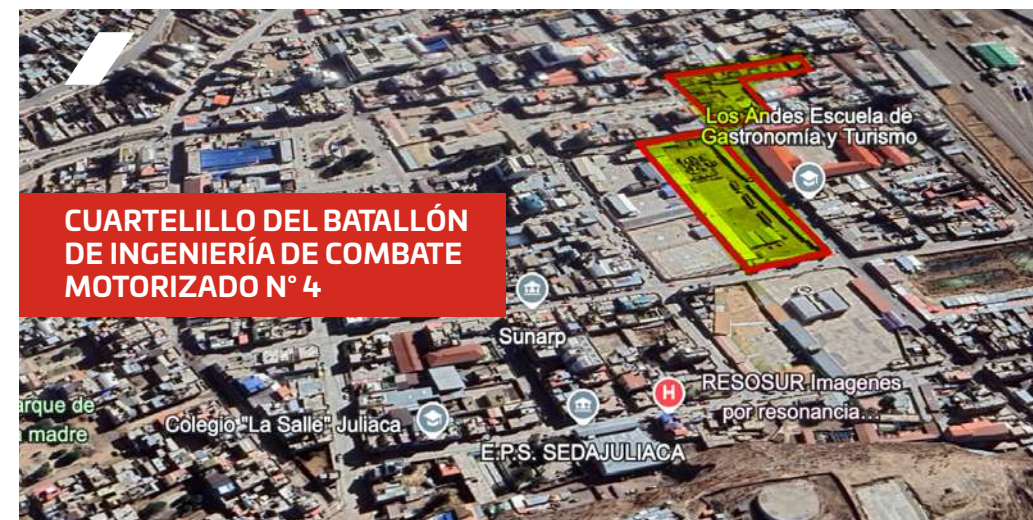 Los Andes Escuela de
Gastronomía y Turismo
CUARTELILLO DEL BATALLÓN
DE INGENIERÍA DE COMBATE
MOTORIZADO N° 4
Sunarp
RESOSUR Imagenes
por resonancia...
arque de
madre
Colegio "La Salle" Juliaca
E.P.S. SEDAJULIACA
H